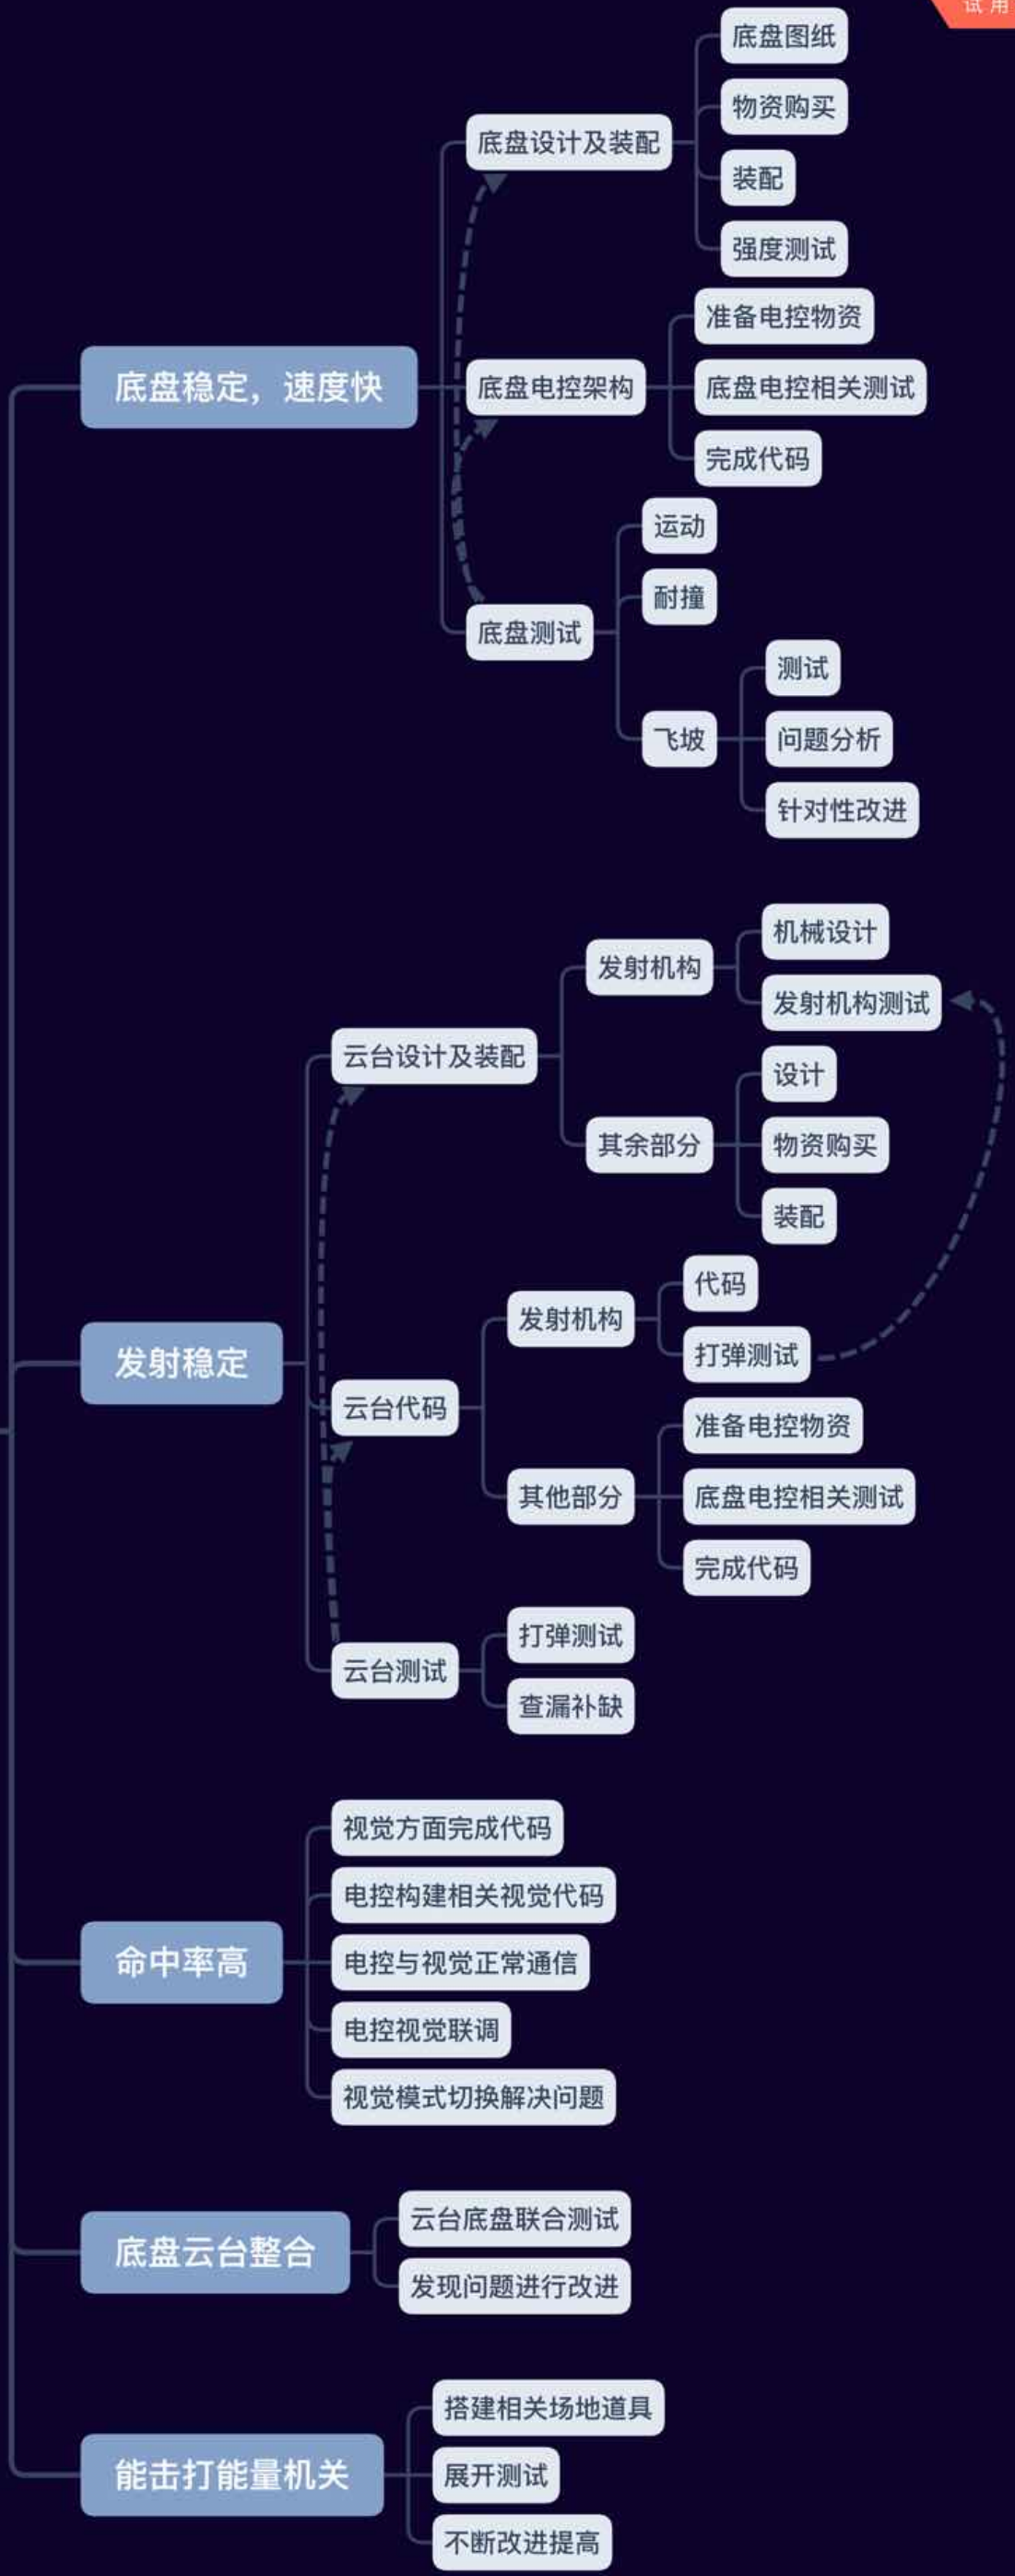 试用
底盘稳定，速度快
底盘设计及装配
底盘图纸
物资购买
装配
强度测试
底盘电控架构
准备电控物资
底盘电控相关测试
完成代码
底盘测试
运动
耐撞
飞坡
测试
问题分析
针对性改进
发射稳定
云台设计及装配
发射机构
机械设计
发射机构测试
其余部分
设计
物资购买
装配
云台代码
发射机构
代码
打弹测试
其他部分
准备电控物资
底盘电控相关测试
完成代码
云台测试
打弹测试
查漏补缺
命中率高
视觉方面完成代码
电控构建相关视觉代码
电控与视觉正常通信
电控视觉联调
视觉模式切换解决问题
底盘云台整合
云台底盘联合测试
发现问题进行改进
能击打能量机关
搭建相关场地道具
展开测试
不断改进提高